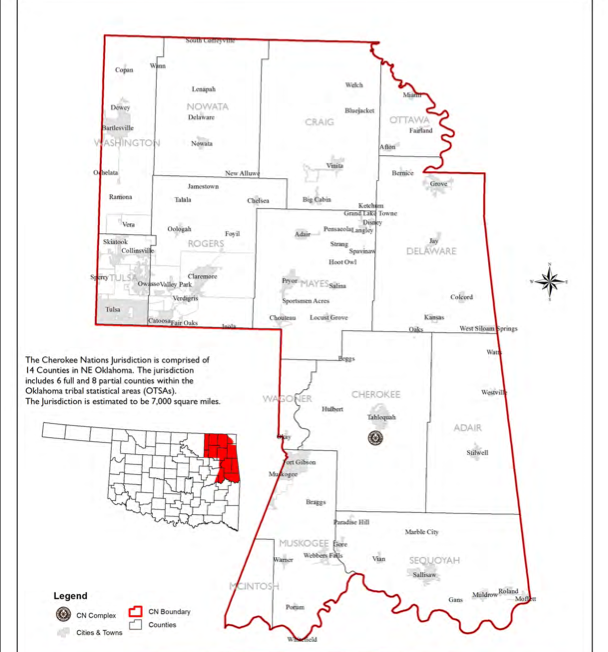 South Coffeyville
Copan
Wann
Lenapah
Welch
Miami
Dewey
NOWATA
Delaware
Bluejacket
CRAIG
OTTAWA
Fairland
Bartlesville
WASHINGTON
Nowata
Afton
Vinita
Ochelata
New Alluwe
Bernice
Grove
Jamestown
Ramona
Talala
Chelsea
Big Cabin
Ketchum
Grand Lake Towne
Disney
Vera
Oologah
Foyil
Adair
Pensacola
Langley
Skiatook
Collinsville
ROGERS
Strang
Spavinaw
Hoot Owl
Jay
DELAWARE
Sperry
TULSA
Owasso
Valley Park
Claremore
Pryor
MAYES
Salina
Verdigris
Sportsmen Acres
Colcord
Tulsa
Catoosa
Fair Oaks
Inola
Chouteau
Locust Grove
Kansas
Oaks
West Siloam Springs
Watts
The Cherokee Nations Jurisdiction is comprised of
14 Counties in NE Oklahoma. The jurisdiction
includes 6 full and 8 partial counties within the
Oklahoma tribal statistical areas (OTSAs).
The Jurisdiction is estimated to be 7,000 square miles.
WAGONER
Hulbert
CHEROKEE
Tahlequah
Westville
ADAIR
Stilwell
Okay
Fort Gibson
Muskogee
Braggs
Paradise Hill
Marble City
MUSKOGEE
Gore
Webbers Falls
Warner
Vian
SEQUOYAH
Sallisaw
MCINTOSH
Porum
Gans
Muldrow
Roland
Moffett
Whitefield
Legend
CN Complex
CN Boundary
Cities & Towns
Counties